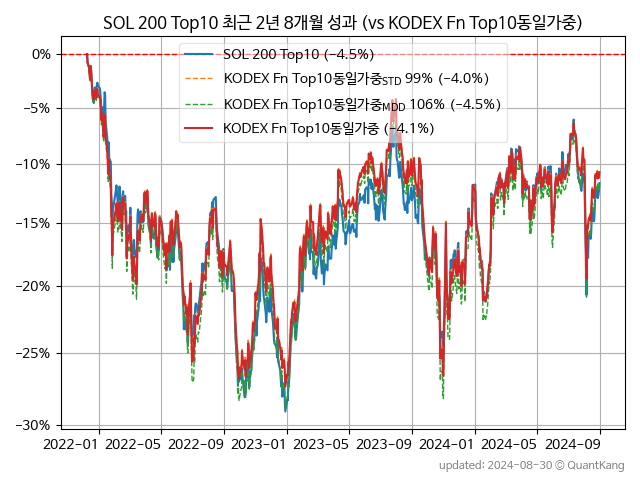 SOL 200 Top10 최근 2년 8개월 성과 (vs KODEX Fn Top10동일가중)
SOL 200 Top10 (−4.5%)
KODEX Fn Top10동일가중STD 99% (−4.0%)
KODEX Fn Top10동일가중MDD 106% (−4.5%)
KODEX Fn Top10동일가중 (−4.1%)
0%
−5%
−10%
−15%
−20%
−25%
−30%
2022-01 2022-05 2022-09 2023-01 2023-05 2023-09 2024-01 2024-05 2024-09
updated: 2024-08-30 © QuantKang